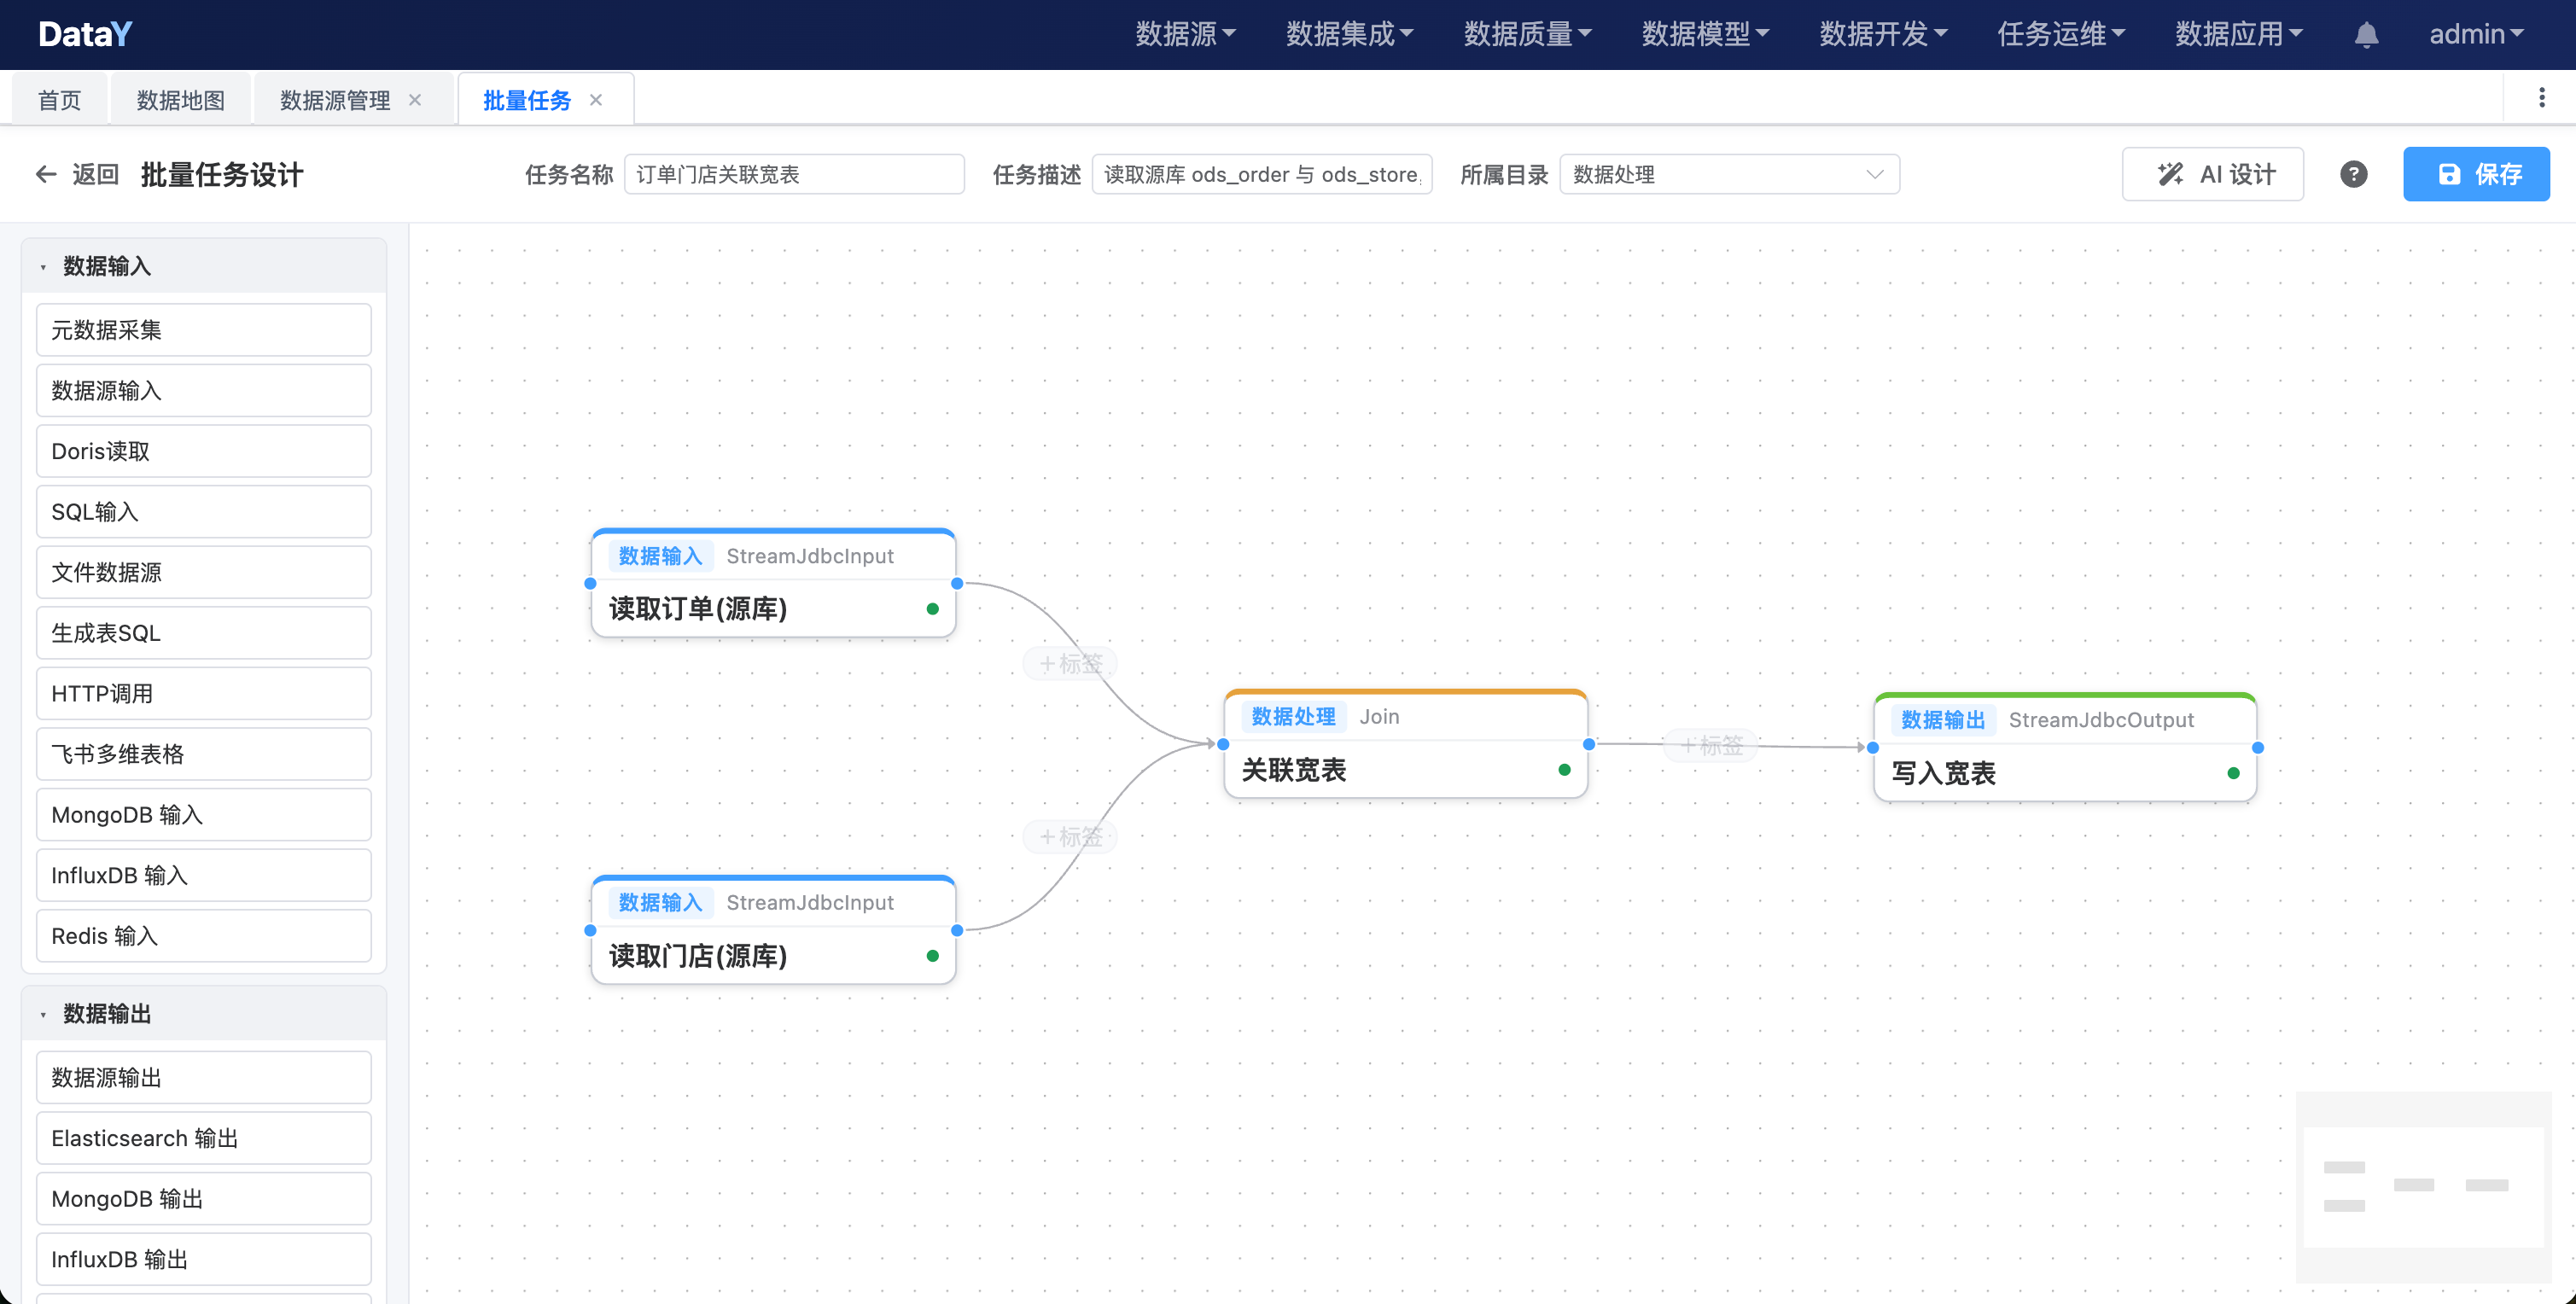 DataY 数据源 数据集成 数据质量 数据模型 数据开发 任务运维 数据应用 admin
首页 数据地图 数据源管理 × 批量任务 ×
返回 批量任务设计 任务名称 订单门店关联宽表 任务描述 读取源库 ods_order 与 ods_store, 所属目录 数据处理 AI 设计 ? 保存
数据输入
元数据采集
数据源输入
Doris读取
SQL输入
文件数据源
生成表SQL
HTTP调用
飞书多维表格
MongoDB 输入
InfluxDB 输入
Redis 输入
数据输出
数据源输出
Elasticsearch 输出
MongoDB 输出
InfluxDB 输出
数据输入 StreamJdbcInput
读取订单(源库)
+标签
数据处理 Join
关联宽表
+标签
数据输出 StreamJdbcOutput
写入宽表
+标签
数据输入 StreamJdbcInput
读取门店(源库)